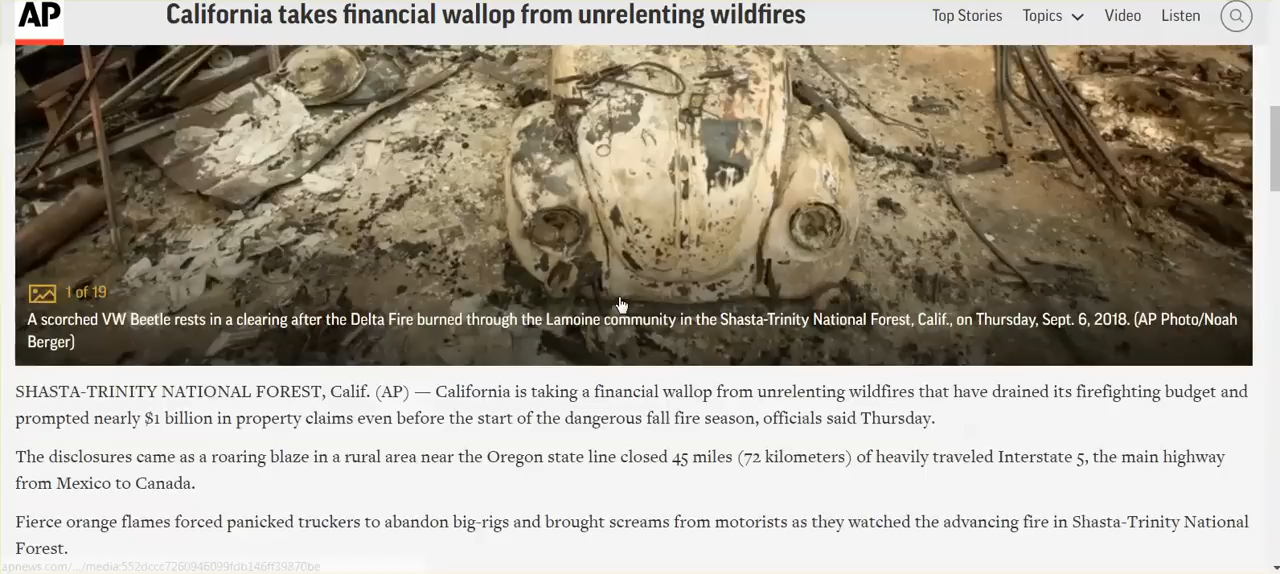 AP
California takes financial wallop from unrelenting wildfires
Top Stories Topics Video Listen
1 of 19
A scorched VW Beetle rests in a clearing after the Delta Fire burned through the Lamoine community in the Shasta-Trinity National Forest, Calif., on Thursday, Sept. 6, 2018. (AP Photo/Noah
Berger)
SHASTA-TRINITY NATIONAL FOREST, Calif. (AP) — California is taking a financial wallop from unrelenting wildfires that have drained its firefighting budget and
prompted nearly $1 billion in property claims even before the start of the dangerous fall fire season, officials said Thursday.
The disclosures came as a roaring blaze in a rural area near the Oregon state line closed 45 miles (72 kilometers) of heavily traveled Interstate 5, the main highway
from Mexico to Canada.
Fierce orange flames forced panicked truckers to abandon big-rigs and brought screams from motorists as they watched the advancing fire in Shasta-Trinity National
Forest.